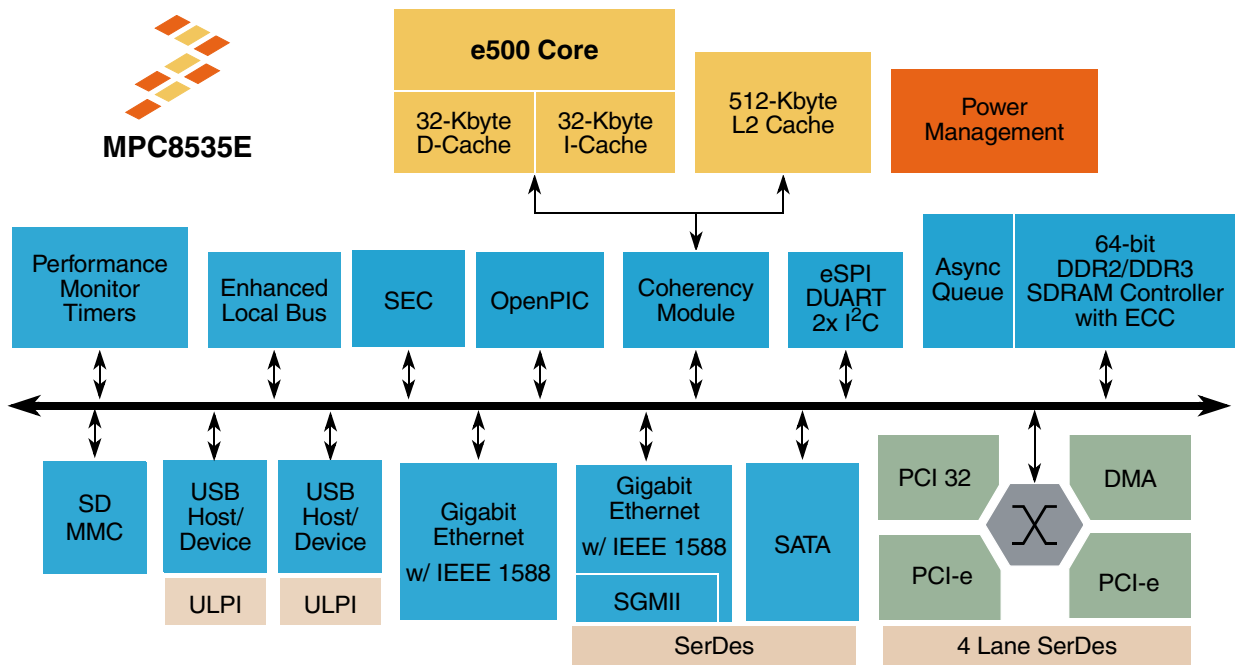 MPC8535E
e500 Core
32-Kbyte
D-Cache
32-Kbyte
I-Cache
512-Kbyte
L2 Cache
Power
Management
Performance
Monitor
Timers
Enhanced
Local Bus
SEC
OpenPIC
Coherency
Module
eSPI
DUART
2x I²C
Async
Queue
64-bit
DDR2/DDR3
SDRAM Controller
with ECC
SD
MMC
USB
Host/
Device
ULPI
USB
Host/
Device
ULPI
Gigabit
Ethernet
w/ IEEE 1588
Gigabit
Ethernet
w/ IEEE 1588
SGMII
SATA
SerDes
PCI 32
DMA
PCI-e
PCI-e
4 Lane SerDes